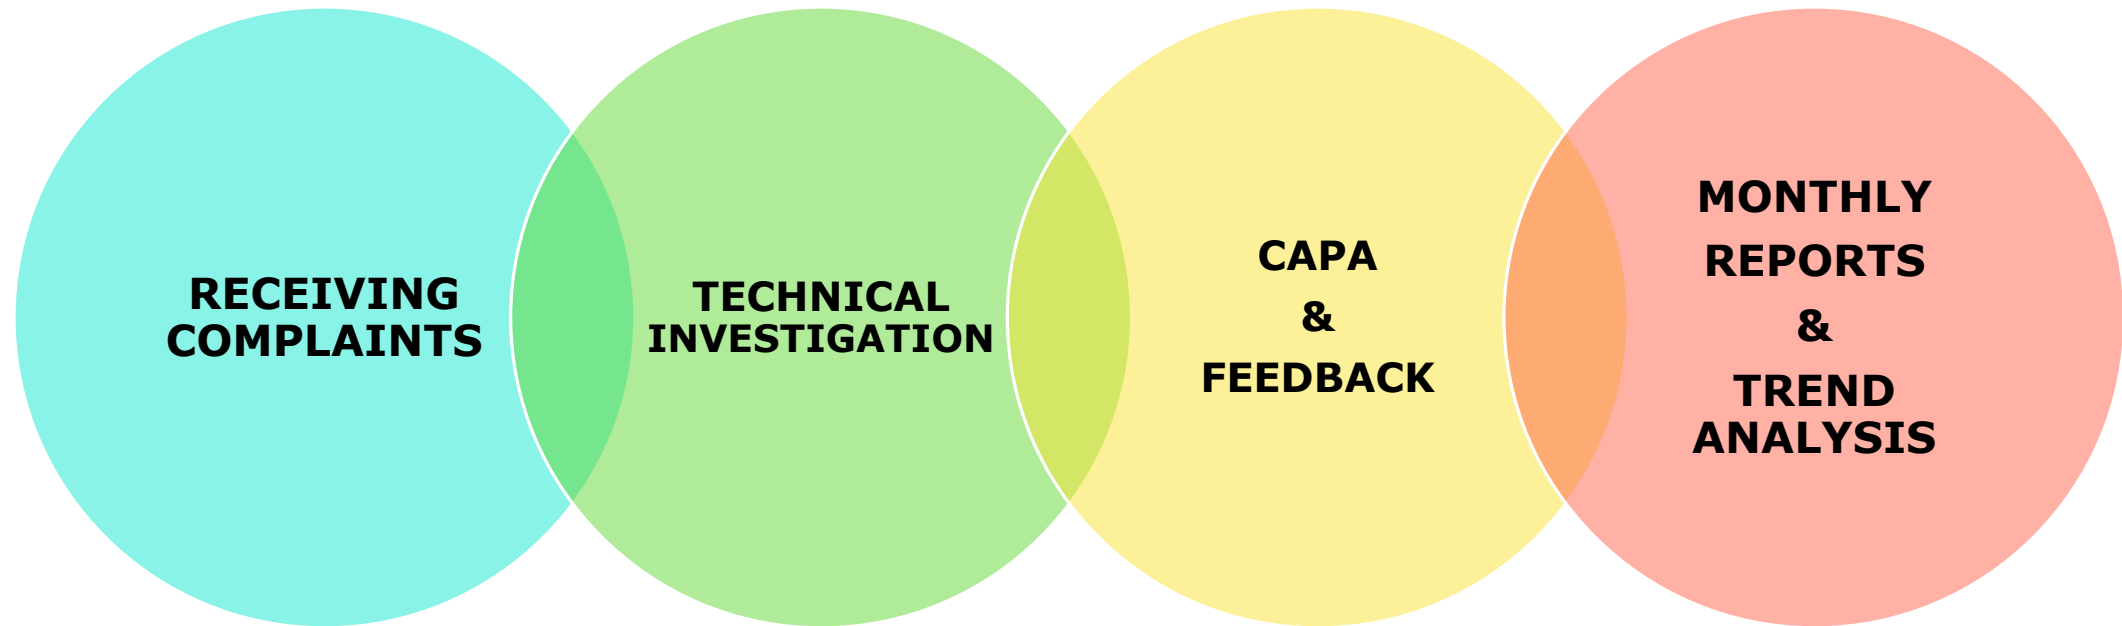 RECEIVING
COMPLAINTS
TECHNICAL
INVESTIGATION
CAPA
&
FEEDBACK
MONTHLY
REPORTS
&
TREND
ANALYSIS